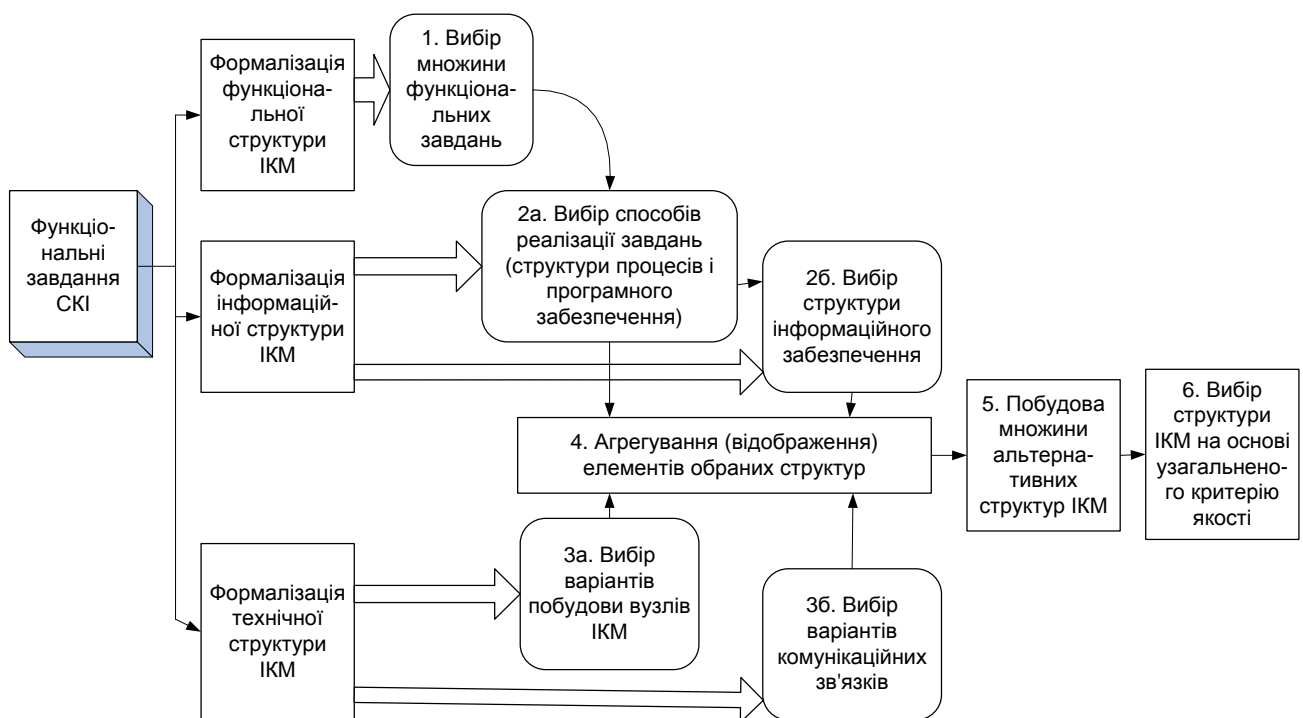 Функціо-
нальні
завдання
СКІ
Формалізація
функціона-
льної
структури
ІКМ
Формалізація
інформацій-
ної структури
ІКМ
Формалізація
технічної
структури
ІКМ
1. Вибір
множини
функціона-
льних
завдань
2а. Вибір способів
реалізації завдань
(структури процесів і
програмного
забезпечення)
2б. Вибір
структури
інформаційного
забезпечення
4. Агрегування (відображення)
елементів обраних структур
3а. Вибір
варіантів
побудови вузлів
ІКМ
3б. Вибір
варіантів
комунікаційних
зв'язків
5. Побудова
множини
альтерна-
тивних
структур ІКМ
6. Вибір
структури
ІКМ на основі
узагальнено-
го критерію
якості